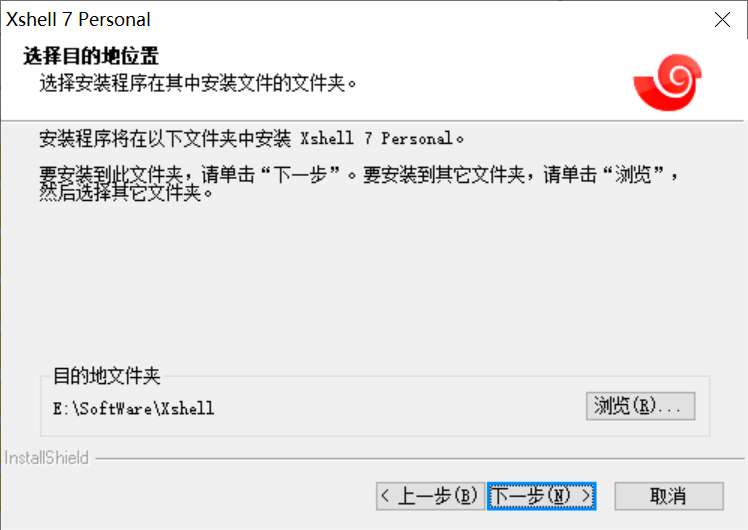 Xshell 7 Personal
选择目的地位置
选择安装程序在其中安装文件的文件夹。
安装程序将在以下文件夹中安装 Xshell 7 Personal。
要安装到此文件夹，请单击“下一步”。要安装到其它文件夹，请单击“浏览”，
然后选择其它文件夹。
目的地文件夹
E:\SoftWare\Xshell
浏览(R)...
InstallShield
< 上一步(B)
下一步(N) >
取消